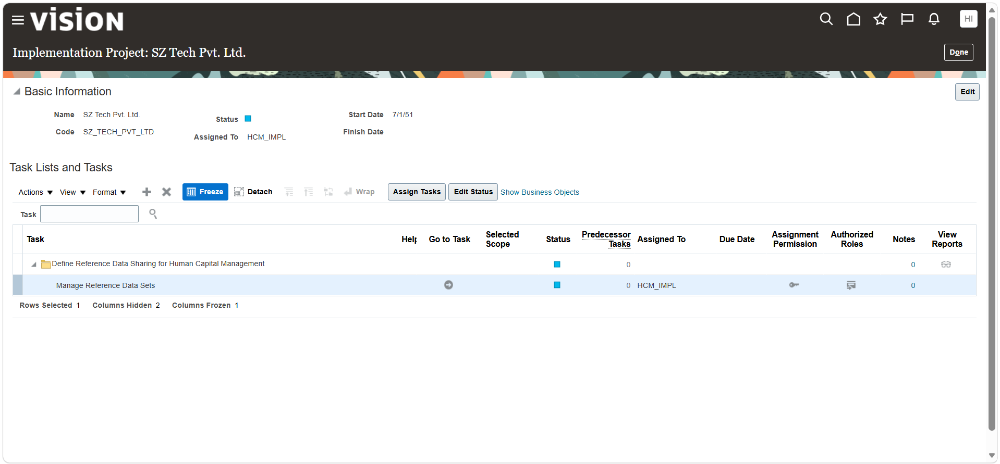 vision
HI
Implementation Project: SZ Tech Pvt. Ltd.
Done
Basic Information
Edit
Name SZ Tech Pvt. Ltd.
Status
Start Date 7/1/51
Code SZ_TECH_PVT_LTD
Assigned To HCM_IMPL
Finish Date
Task Lists and Tasks
Actions View Format Freeze Detach Wrap Assign Tasks Edit Status Show Business Objects
Task
Task Help Go to Task Selected Scope Status Predecessor Tasks Assigned To Due Date Assignment Permission Authorized Roles Notes View Reports
Define Reference Data Sharing for Human Capital Management 0 0
Manage Reference Data Sets 0 HCM_IMPL 0
Rows Selected 1 Columns Hidden 2 Columns Frozen 1